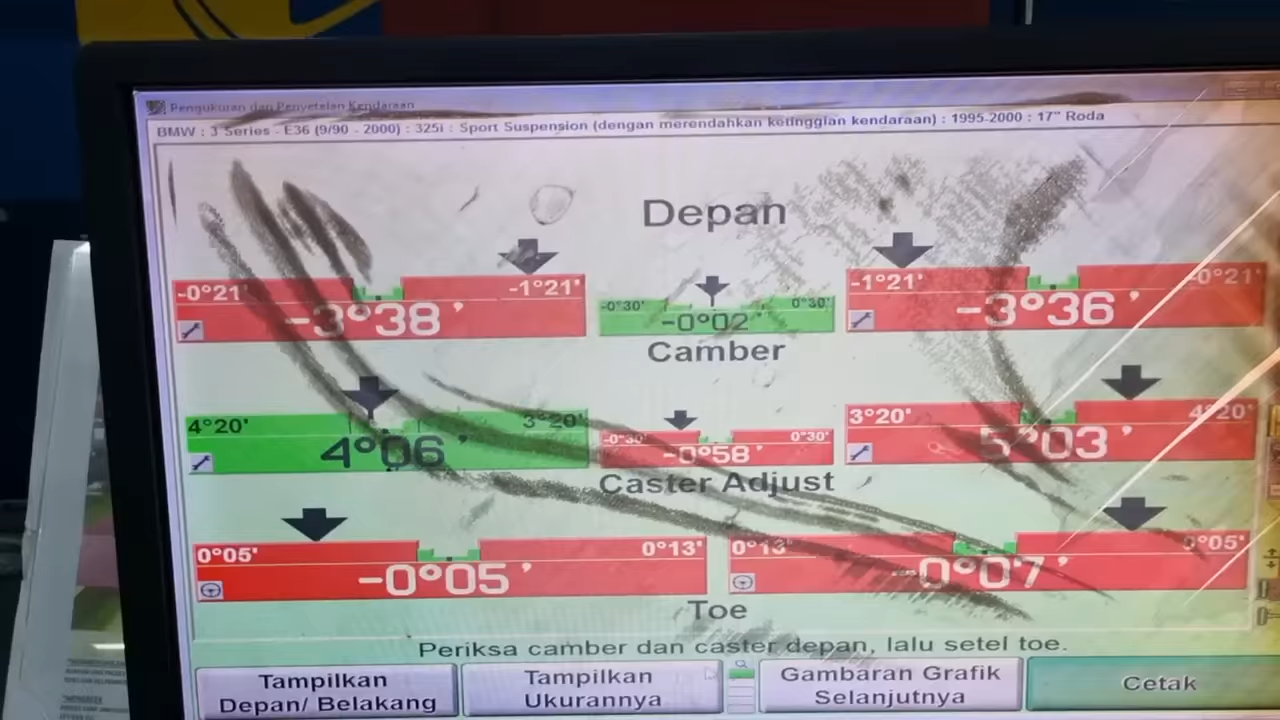 Pengukuran dan Penyetelan Kendaraan
BMW : 3 Series - E36 (9/90 - 2000) : 325i : Sport Suspension (dengan merendahkan ketinggian kendaraan) : 1995-2000 : 17" Roda
Depan
-0°21' -1°21' -0°30' 0°30' -1°21' -0°21'
-3°38' -0°02' -3°36'
Camber
4°20' 3°20' -0°30' 0°30' 3°20' 4°20'
4°06' -0°58' 5°03'
Caster Adjust
0°05' 0°13' 0°13' 0°05'
-0°05' -0°07'
Toe
Periksa camber dan caster depan, lalu setel toe.
Tampilkan Depan/ Belakang
Tampilkan Ukurannya
Gambaran Grafik Selanjutnya
Cetak